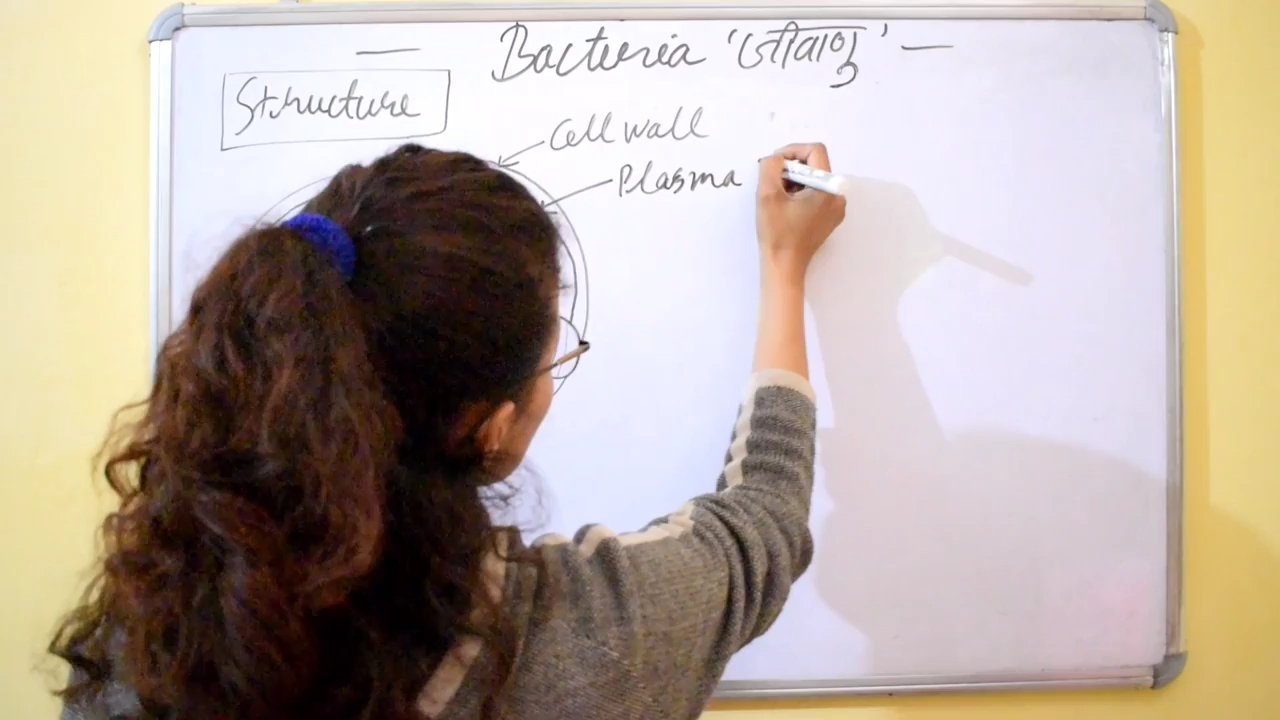 — Bacteria 'जीवाणु' —
Structure
Cell wall
Plasma